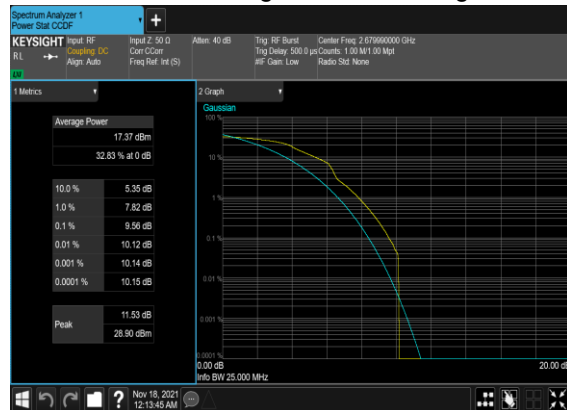 Spectrum Analyzer 1
Power Stat CCDF
KEYSIGHT
RL
LW
Input: RF
Coupling: DC
Align: Auto
Input Z: 50 Ω
Corr CCorr
Freq Ref: Int (S)
Atten: 40 dB
Trig: RF Burst
Trig Delay: 500.0 µs
#IF Gain: Low
Center Freq: 2.679990000 GHz
Counts: 1.00 M/1.00 Mpt
Radio Std: None
1 Metrics
Average Power
17.37 dBm
32.83 % at 0 dB
10.0 % 5.35 dB
1.0 % 7.82 dB
0.1 % 9.56 dB
0.01 % 10.12 dB
0.001 % 10.14 dB
0.0001 % 10.15 dB
Peak
11.53 dB
28.90 dBm
2 Graph
Gaussian
100 %
10 %
1 %
0.1 %
0.01 %
0.001 %
0.0001 %
0.00 dB
20.00 dB
Info BW 25.000 MHz
?
Nov 18, 2021
12:13:45 AM